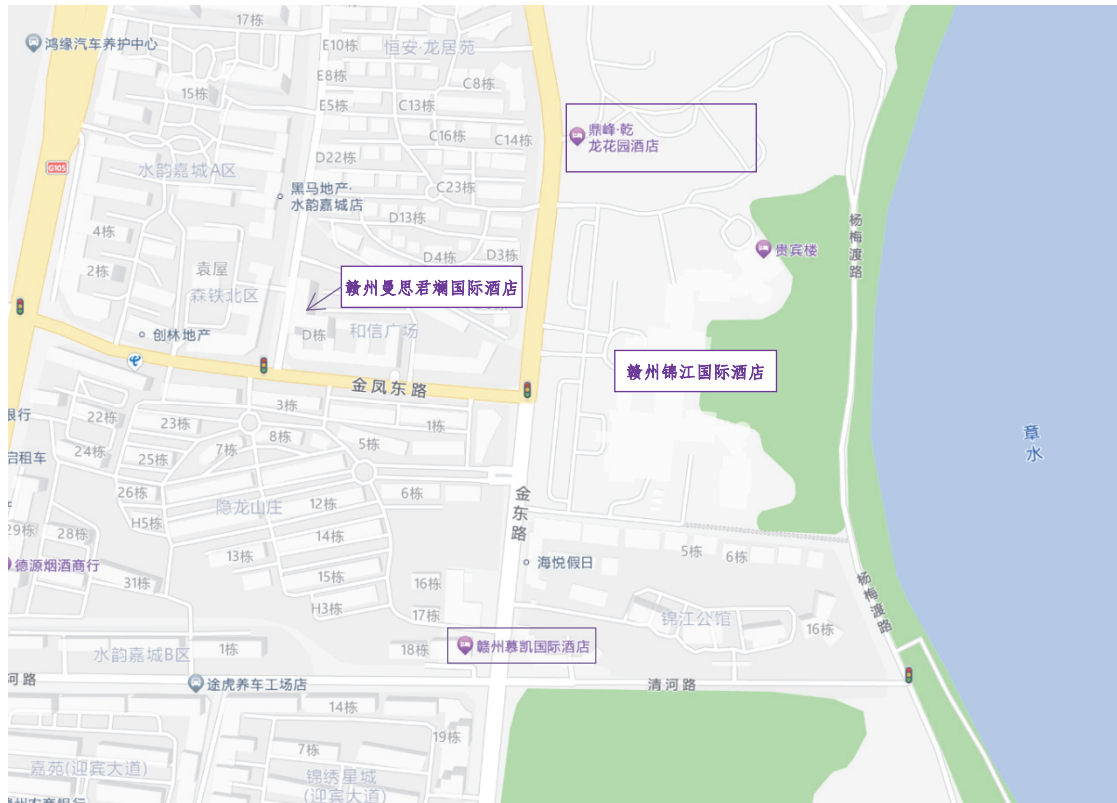 17栋
鸿缘汽车养护中心
E10栋
恒安·龙居苑
E8栋
C8栋
15栋
E5栋
C13栋
C16栋
C14栋
鼎峰·乾
龙花园酒店
G105
水韵嘉城A区
D22栋
C23栋
黑马地产·
水韵嘉城店
D13栋
杨梅渡路
4栋
2栋
袁屋
森铁北区
D4栋
D3栋
贵宾楼
赣州曼思君澜国际酒店
创林地产
D栋
和信广场
赣州锦江国际酒店
金凤东路
银行
22栋
3栋
23栋
1栋
8栋
5栋
7栋
章水
启租车
24栋
25栋
26栋
6栋
金东路
隐龙山庄
12栋
H5栋
29栋
28栋
14栋
13栋
5栋
6栋
海悦假日
德源烟酒商行
31栋
15栋
16栋
杨梅渡路
H3栋
17栋
锦江公馆
16栋
水韵嘉城B区
1栋
18栋
赣州慕凯国际酒店
河路
途虎养车工场店
清河路
14栋
19栋
7栋
嘉苑(迎宾大道)
锦绣星城
(迎宾大道)